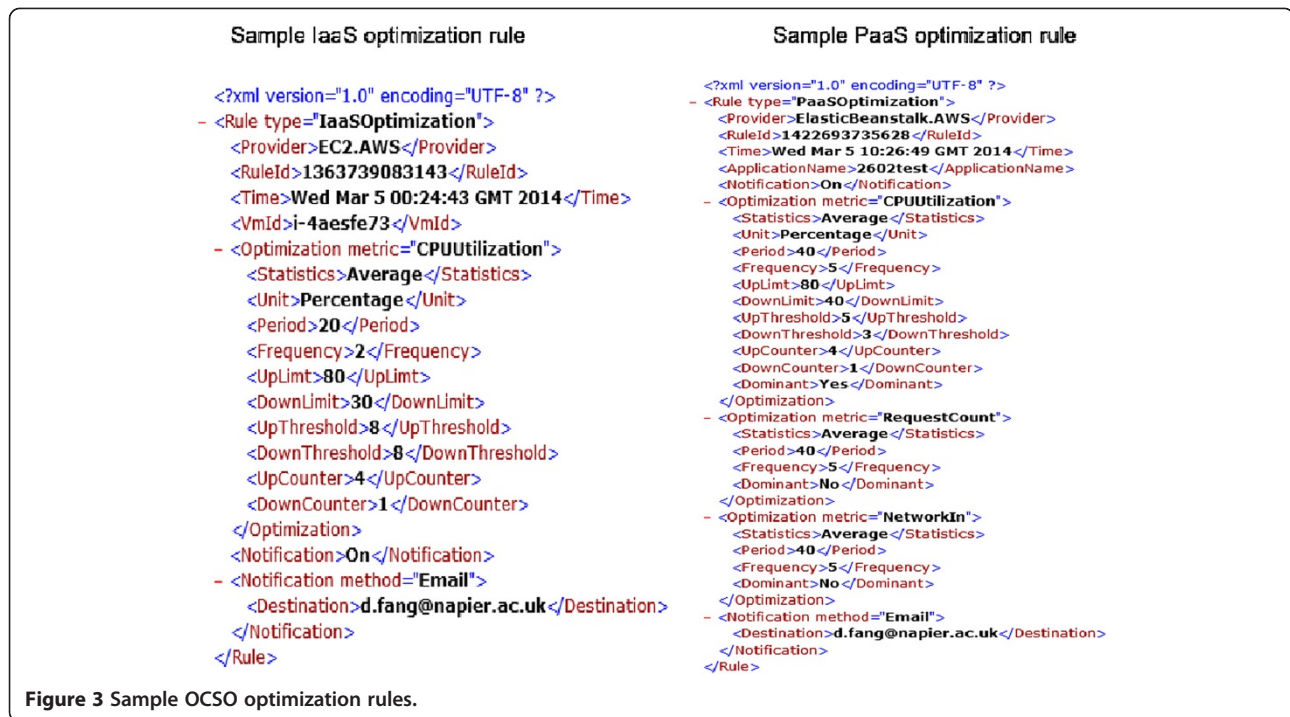 Sample IaaS optimization rule
<?xml version="1.0" encoding="UTF-8" ?>
– <Rule type="IaaSOptimization">
<Provider>EC2.AWS</Provider>
<RuleId>1363739083143</RuleId>
<Time>Wed Mar 5 00:24:43 GMT 2014</Time>
<VmId>i-4aesfe73</VmId>
– <Optimization metric="CPUUtilization">
<Statistics>Average</Statistics>
<Unit>Percentage</Unit>
<Period>20</Period>
<Frequency>2</Frequency>
<UpLimt>80</UpLimt>
<DownLimit>30</DownLimit>
<UpThreshold>8</UpThreshold>
<DownThreshold>8</DownThreshold>
<UpCounter>4</UpCounter>
<DownCounter>1</DownCounter>
</Optimization>
<Notification>On</Notification>
– <Notification method="Email">
<Destination>d.fang@napier.ac.uk</Destination>
</Notification>
</Rule>
Sample PaaS optimization rule
<?xml version="1.0" encoding="UTF-8" ?>
– <Rule type="PaaSOptimization">
<Provider>ElasticBeanstalk.AWS</Provider>
<RuleId>1422693735628</RuleId>
<Time>Wed Mar 5 10:26:49 GMT 2014</Time>
<ApplicationName>2602test</ApplicationName>
<Notification>On</Notification>
– <Optimization metric="CPUUtilization">
<Statistics>Average</Statistics>
<Unit>Percentage</Unit>
<Period>40</Period>
<Frequency>5</Frequency>
<UpLimt>80</UpLimt>
<DownLimit>40</DownLimit>
<UpThreshold>5</UpThreshold>
<DownThreshold>3</DownThreshold>
<UpCounter>4</UpCounter>
<DownCounter>1</DownCounter>
<Dominant>Yes</Dominant>
</Optimization>
– <Optimization metric="RequestCount">
<Statistics>Average</Statistics>
<Period>40</Period>
<Frequency>5</Frequency>
<Dominant>No</Dominant>
</Optimization>
– <Optimization metric="NetworkIn">
<Statistics>Average</Statistics>
<Period>40</Period>
<Frequency>5</Frequency>
<Dominant>No</Dominant>
</Optimization>
– <Notification method="Email">
<Destination>d.fang@napier.ac.uk</Destination>
</Notification>
</Rule>
Figure 3 Sample OCSO optimization rules.